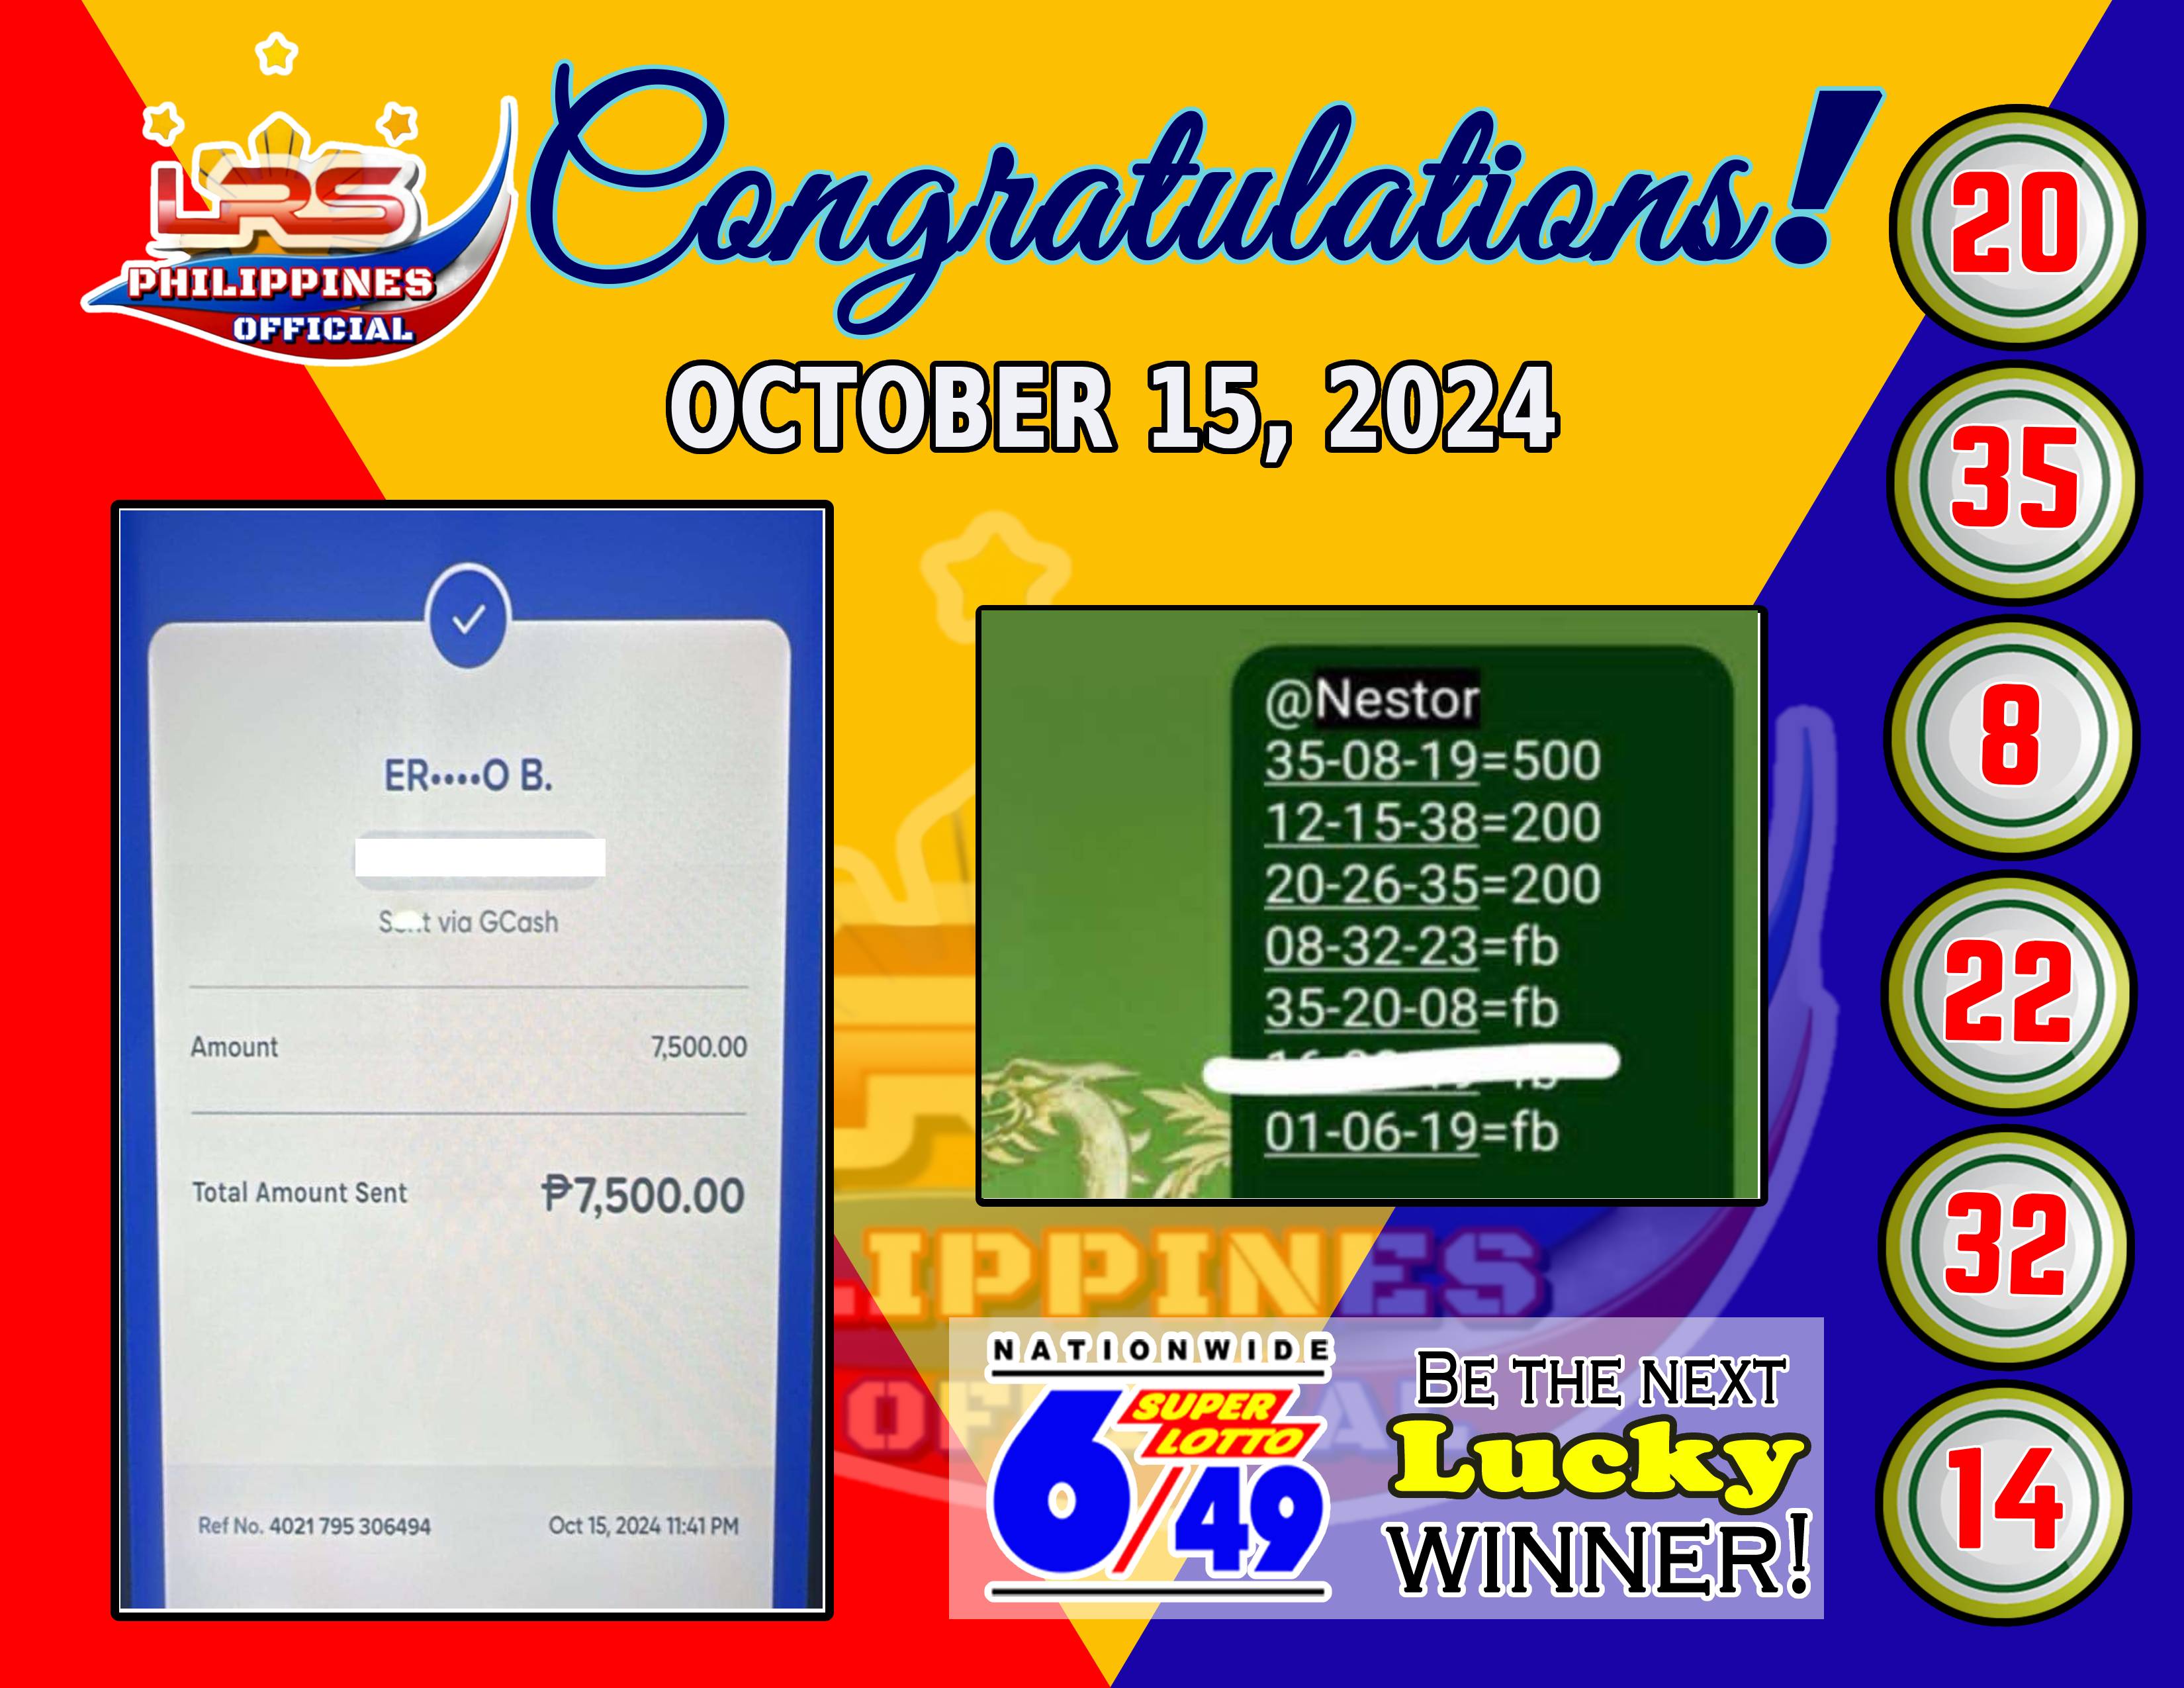 LRS
PHILIPPINES
OFFICIAL
Congratulations!
OCTOBER 15, 2024
ER••••O B.
via GCash
Amount 7,500.00
Total Amount Sent ₱7,500.00
Ref No. 4021 795 306494 Oct 15, 2024 11:41 PM
@Nestor
35-08-19=500
12-15-38=200
20-26-35=200
08-32-23=fb
35-20-08=fb
01-06-19=fb
NATIONWIDE
SUPER
LOTTO
6/49
BE THE NEXT
Lucky
WINNER!
20
35
8
22
32
14